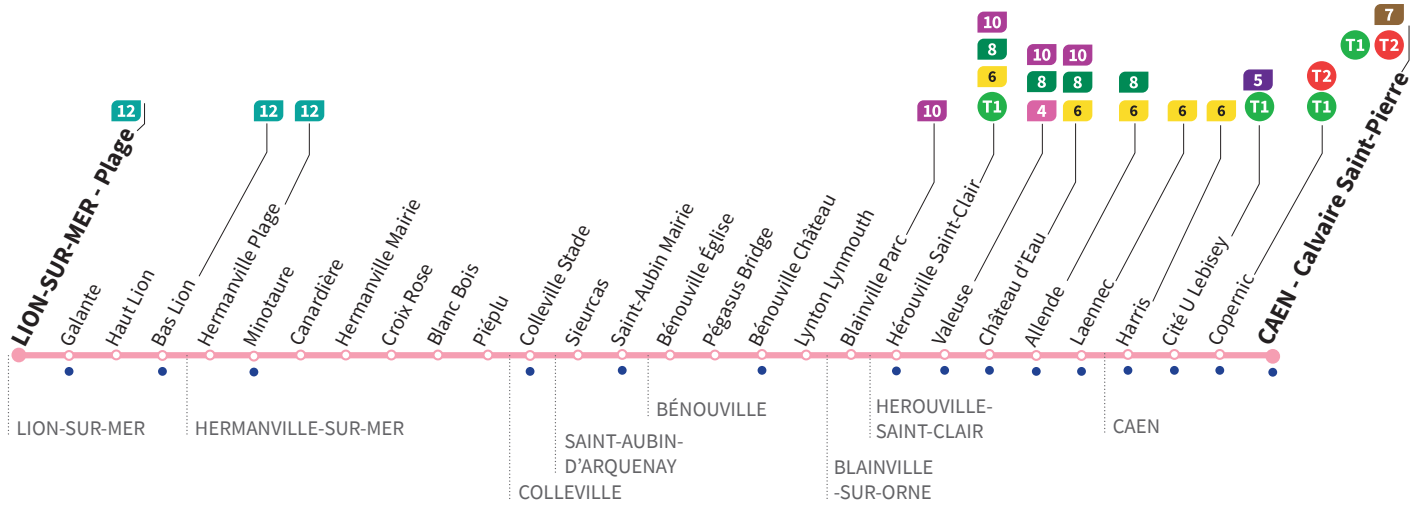 7
10
T1
T2
8
10
10
T2
6
8
8
8
5
12
12
12
10
T1
4
6
6
6
6
T1
T1
LION-SUR-MER - Plage
Galante
Haut Lion
Bas Lion
Hermanville Plage
Minotaure
Canardière
Hermanville Mairie
Croix Rose
Blanc Bois
Piéplu
Colleville Stade
Sieurcas
Saint-Aubin Mairie
Bénouville Église
Pégasus Bridge
Bénouville Château
Lynton Lynmouth
Blainville Parc
Hérouville Saint-Clair
Valeuse
Château d'Eau
Allende
Laennec
Harris
Cité U Lebisey
Copernic
CAEN - Calvaire Saint-Pierre
LION-SUR-MER
HERMANVILLE-SUR-MER
COLLEVILLE
SAINT-AUBIN-
D'ARQUENAY
BÉNOUVILLE
BLAINVILLE
-SUR-ORNE
HEROUVILLE-
SAINT-CLAIR
CAEN